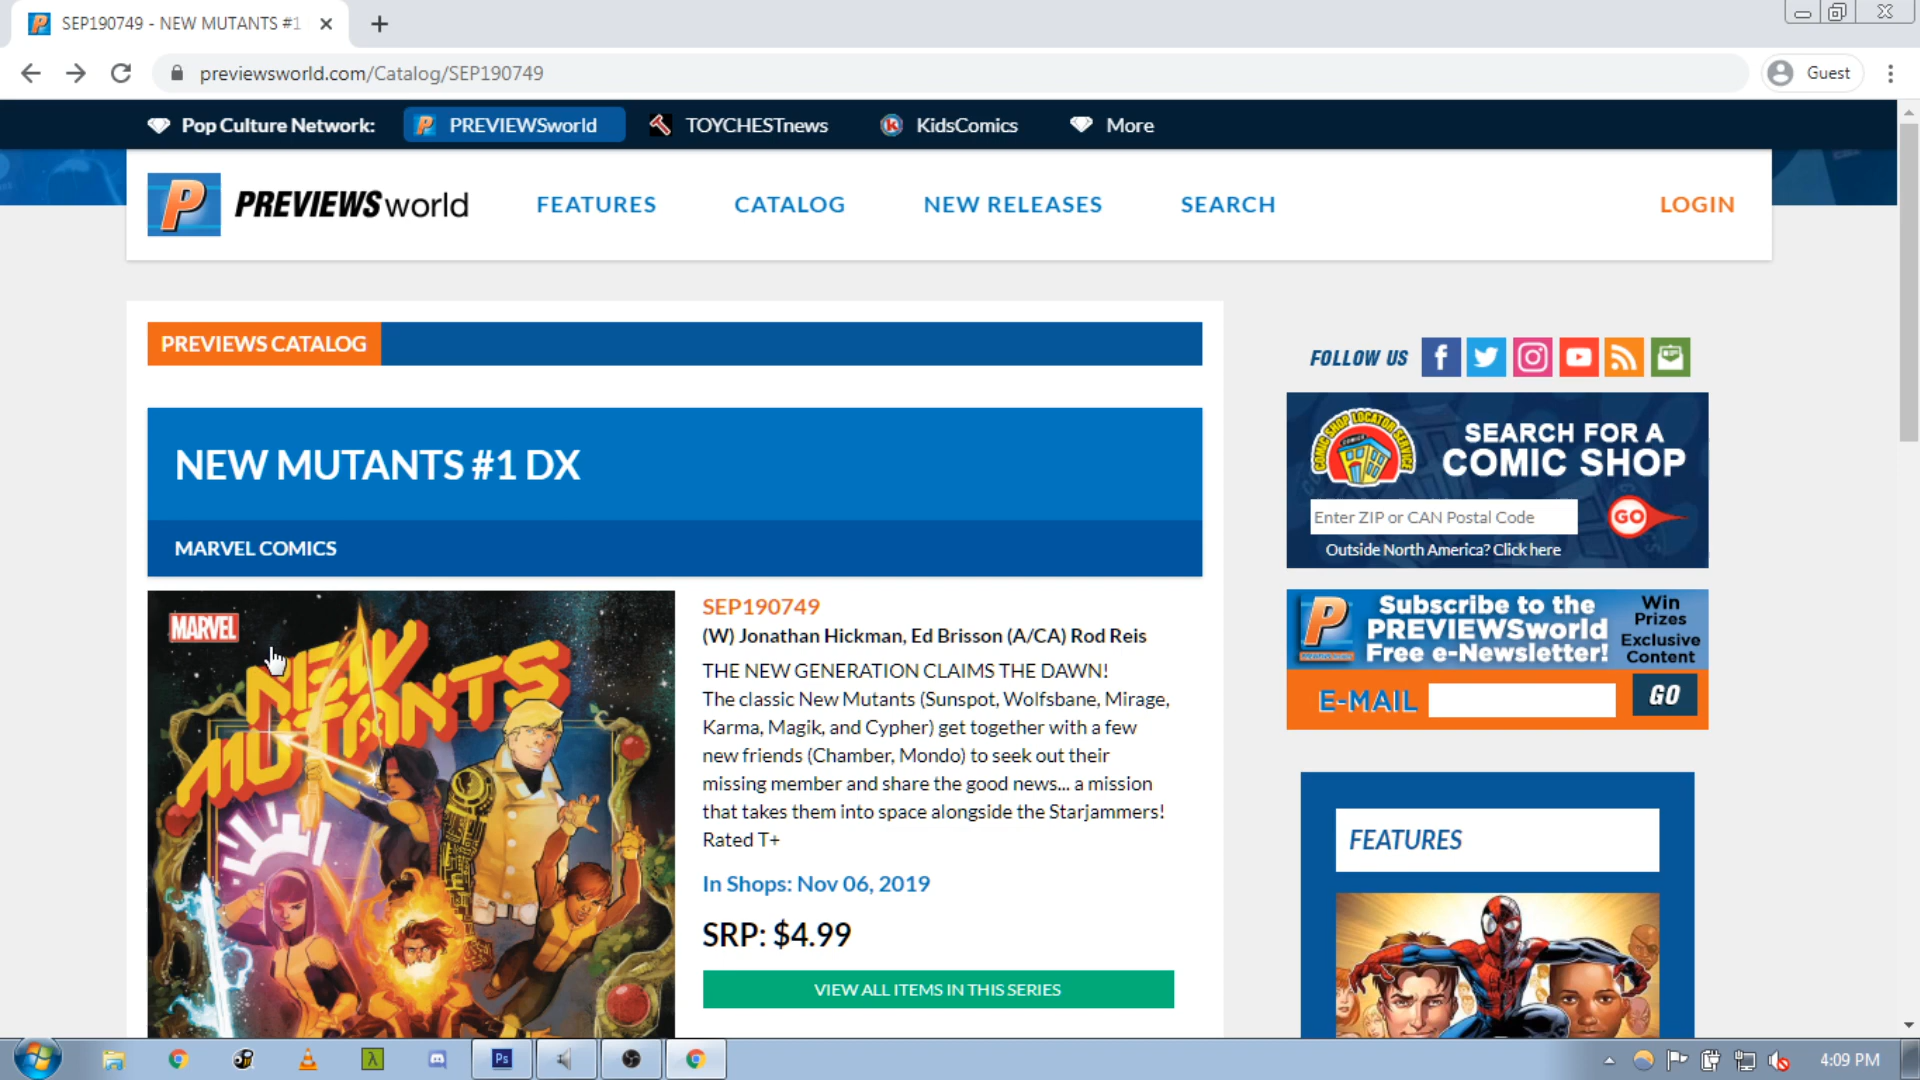 SEP190749 - NEW MUTANTS #1
previewsworld.com/Catalog/SEP190749
Guest
Pop Culture Network:
PREVIEWSworld
TOYCHESTnews
KidsComics
More
P PREVIEWSworld
FEATURES
CATALOG
NEW RELEASES
SEARCH
LOGIN
PREVIEWS CATALOG
NEW MUTANTS #1 DX
MARVEL COMICS
MARVEL
NEW
MUTANTS
SEP190749
(W) Jonathan Hickman, Ed Brisson (A/CA) Rod Reis
THE NEW GENERATION CLAIMS THE DAWN!
The classic New Mutants (Sunspot, Wolfsbane, Mirage,
Karma, Magik, and Cypher) get together with a few
new friends (Chamber, Mondo) to seek out their
missing member and share the good news... a mission
that takes them into space alongside the Starjammers!
Rated T+
In Shops: Nov 06, 2019
SRP: $4.99
VIEW ALL ITEMS IN THIS SERIES
FOLLOW US
COMIC SHOP LOCATOR SERVICE
COMICS
SEARCH FOR A
COMIC SHOP
Enter ZIP or CAN Postal Code
GO
Outside North America? Click here
Subscribe to the
PREVIEWSworld
Free e-Newsletter!
Win
Prizes
Exclusive
Content
E-MAIL
GO
FEATURES
Ps
4:09 PM